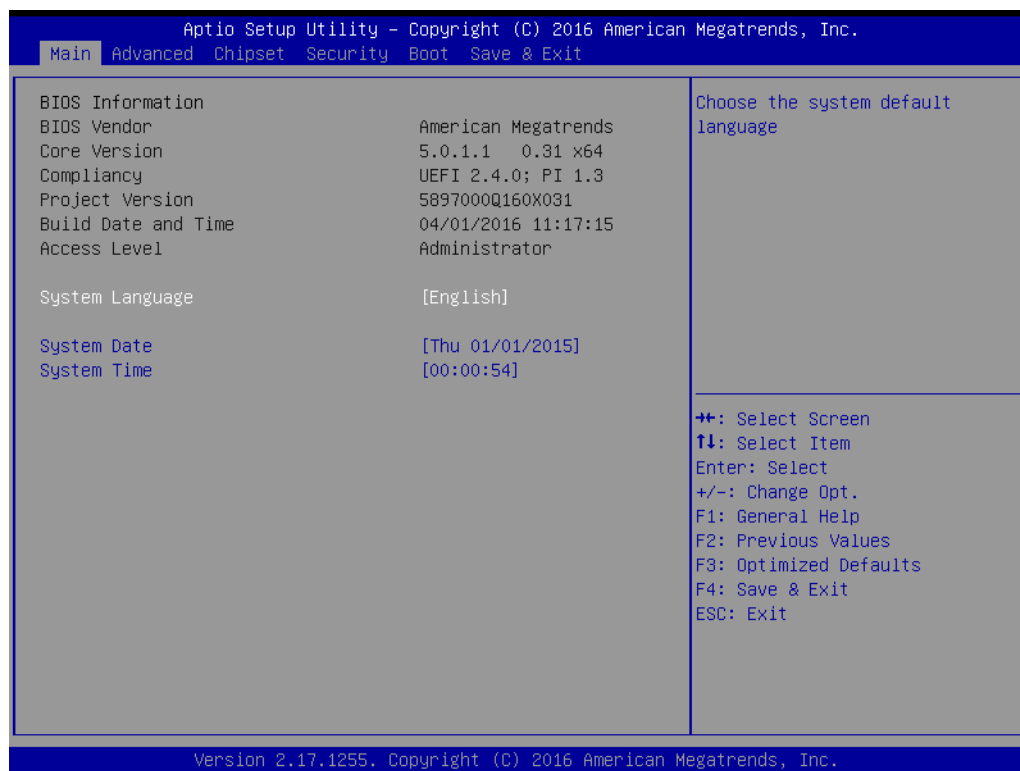 Aptio Setup Utility – Copyright (C) 2016 American Megatrends, Inc.
Main Advanced Chipset Security Boot Save & Exit
BIOS Information
BIOS Vendor American Megatrends
Core Version 5.0.1.1 0.31 x64
Compliancy UEFI 2.4.0; PI 1.3
Project Version 5897000Q160X031
Build Date and Time 04/01/2016 11:17:15
Access Level Administrator
System Language [English]
System Date [Thu 01/01/2015]
System Time [00:00:54]
Choose the system default
language
→←: Select Screen
↑↓: Select Item
Enter: Select
+/-: Change Opt.
F1: General Help
F2: Previous Values
F3: Optimized Defaults
F4: Save & Exit
ESC: Exit
Version 2.17.1255. Copyright (C) 2016 American Megatrends, Inc.